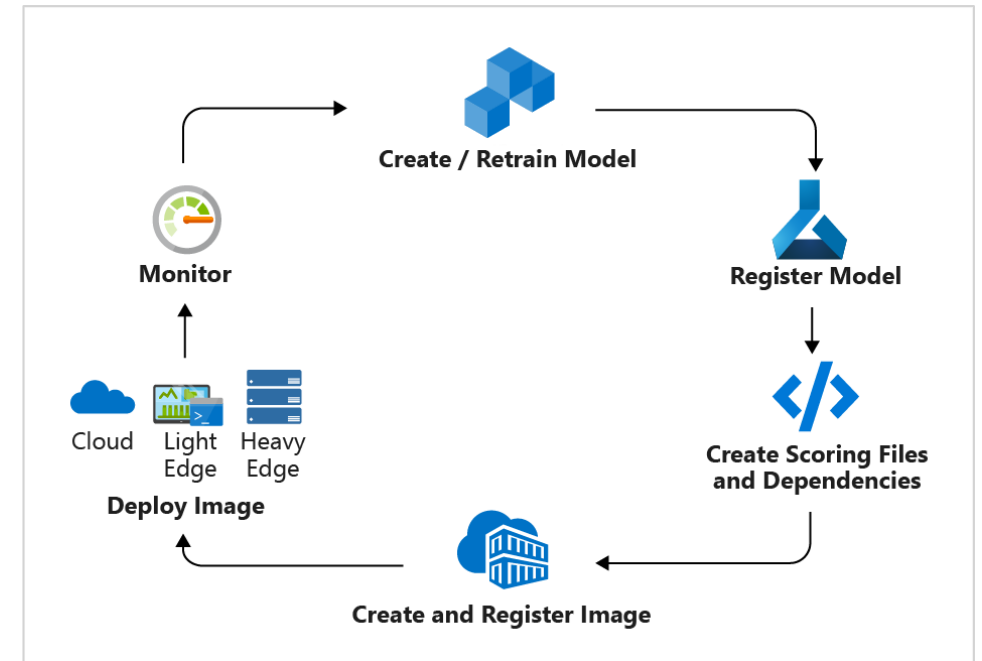 Create / Retrain Model
Register Model
Create Scoring Files
and Dependencies
Create and Register Image
Cloud
Light
Edge
Heavy
Edge
Deploy Image
Monitor